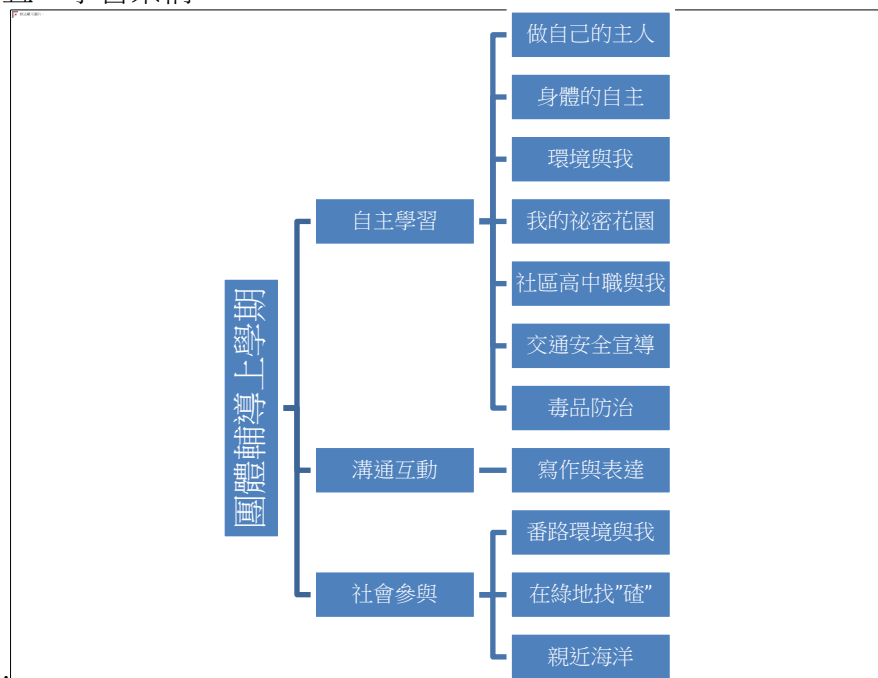 團體輔導上學期
自主學習
做自己的主人
身體的自主
環境與我
我的祕密花園
社區高中職與我
交通安全宣導
毒品防治
溝通互動
寫作與表達
社會參與
番路環境與我
在綠地找”碴”
親近海洋